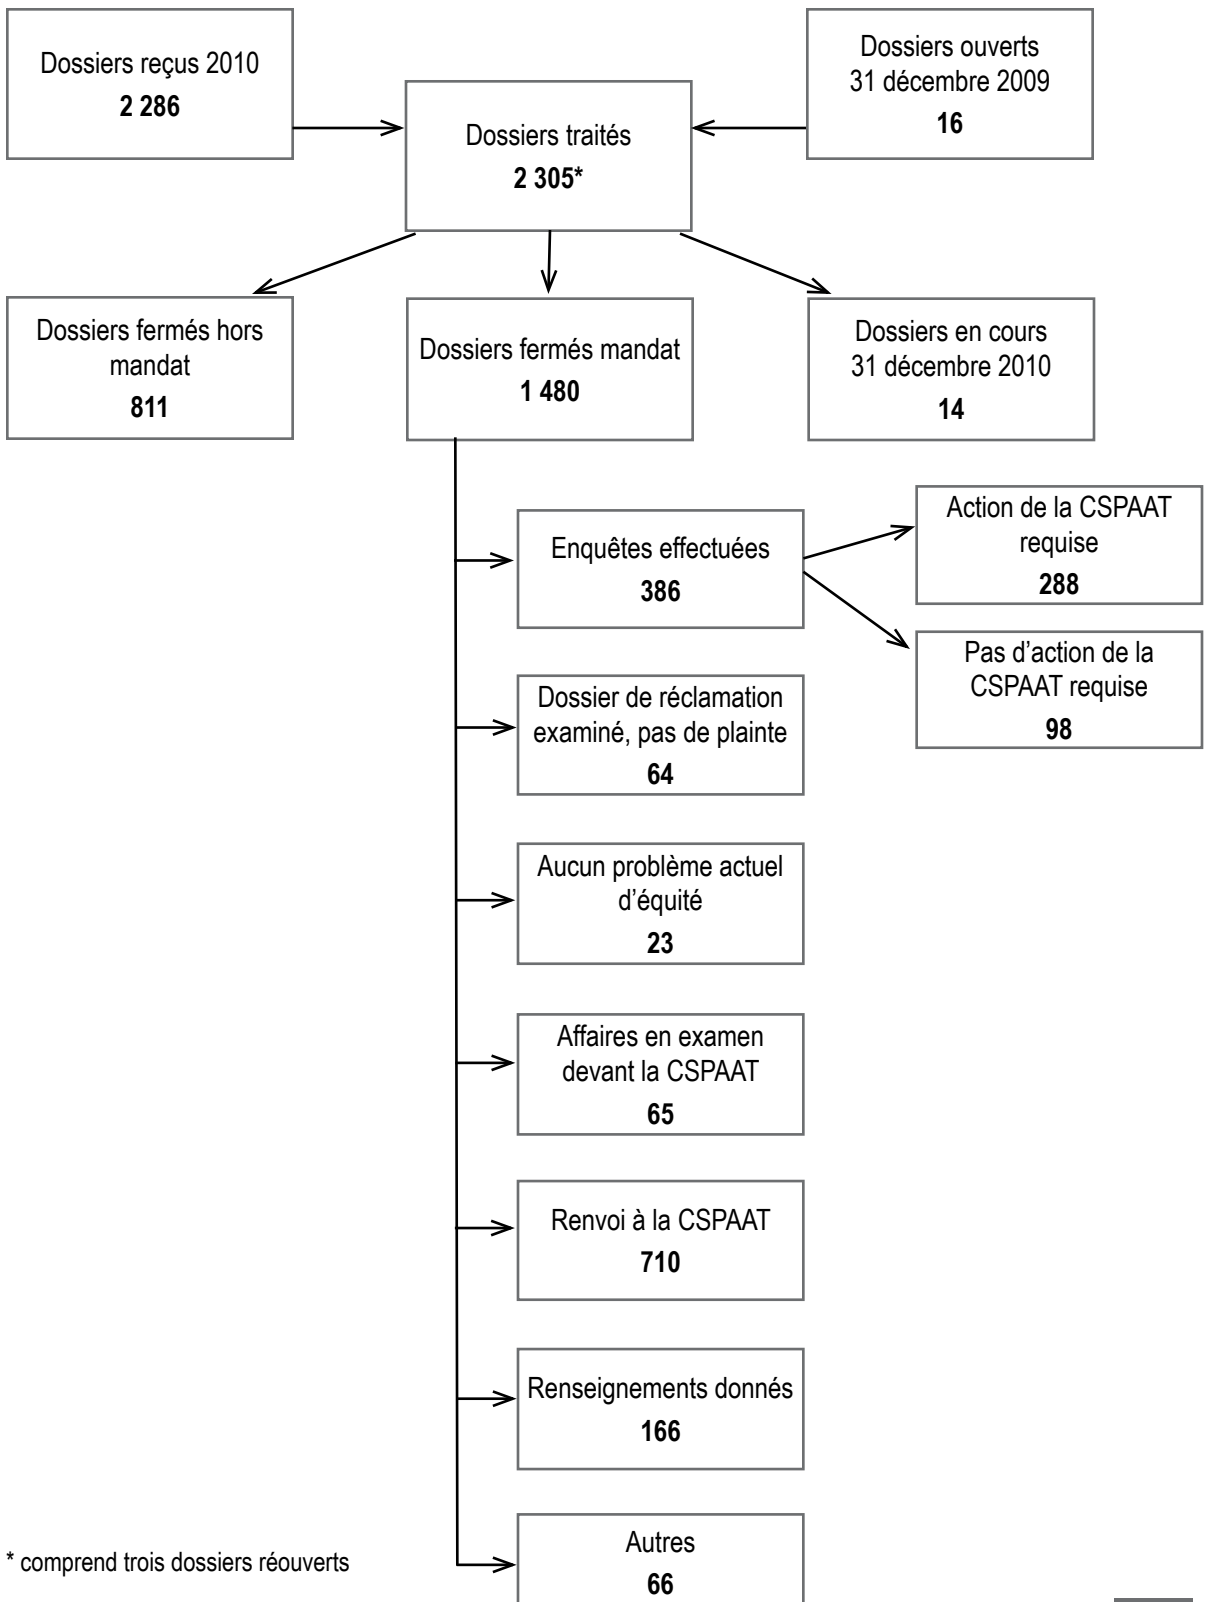 Dossiers reçus 2010
2 286
Dossiers ouverts
31 décembre 2009
16
Dossiers traités
2 305*
Dossiers fermés hors
mandat
811
Dossiers fermés mandat
1 480
Dossiers en cours
31 décembre 2010
14
Enquêtes effectuées
386
Action de la CSPAAT
requise
288
Pas d’action de la
CSPAAT requise
98
Dossier de réclamation
examiné, pas de plainte
64
Aucun problème actuel
d’équité
23
Affaires en examen
devant la CSPAAT
65
Renvoi à la CSPAAT
710
Renseignements donnés
166
Autres
66
* comprend trois dossiers réouverts